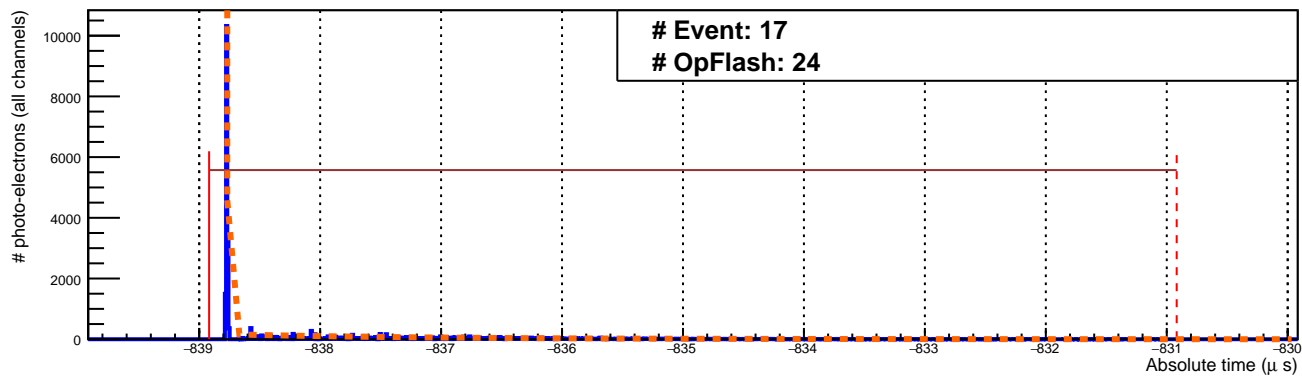 # Event: 17
# OpFlash: 24
# photo-electrons (all channels)
10000
8000
6000
4000
2000
0
−839 −838 −837 −836 −835 −834 −833 −832 −831 −830
Absolute time (μ s)